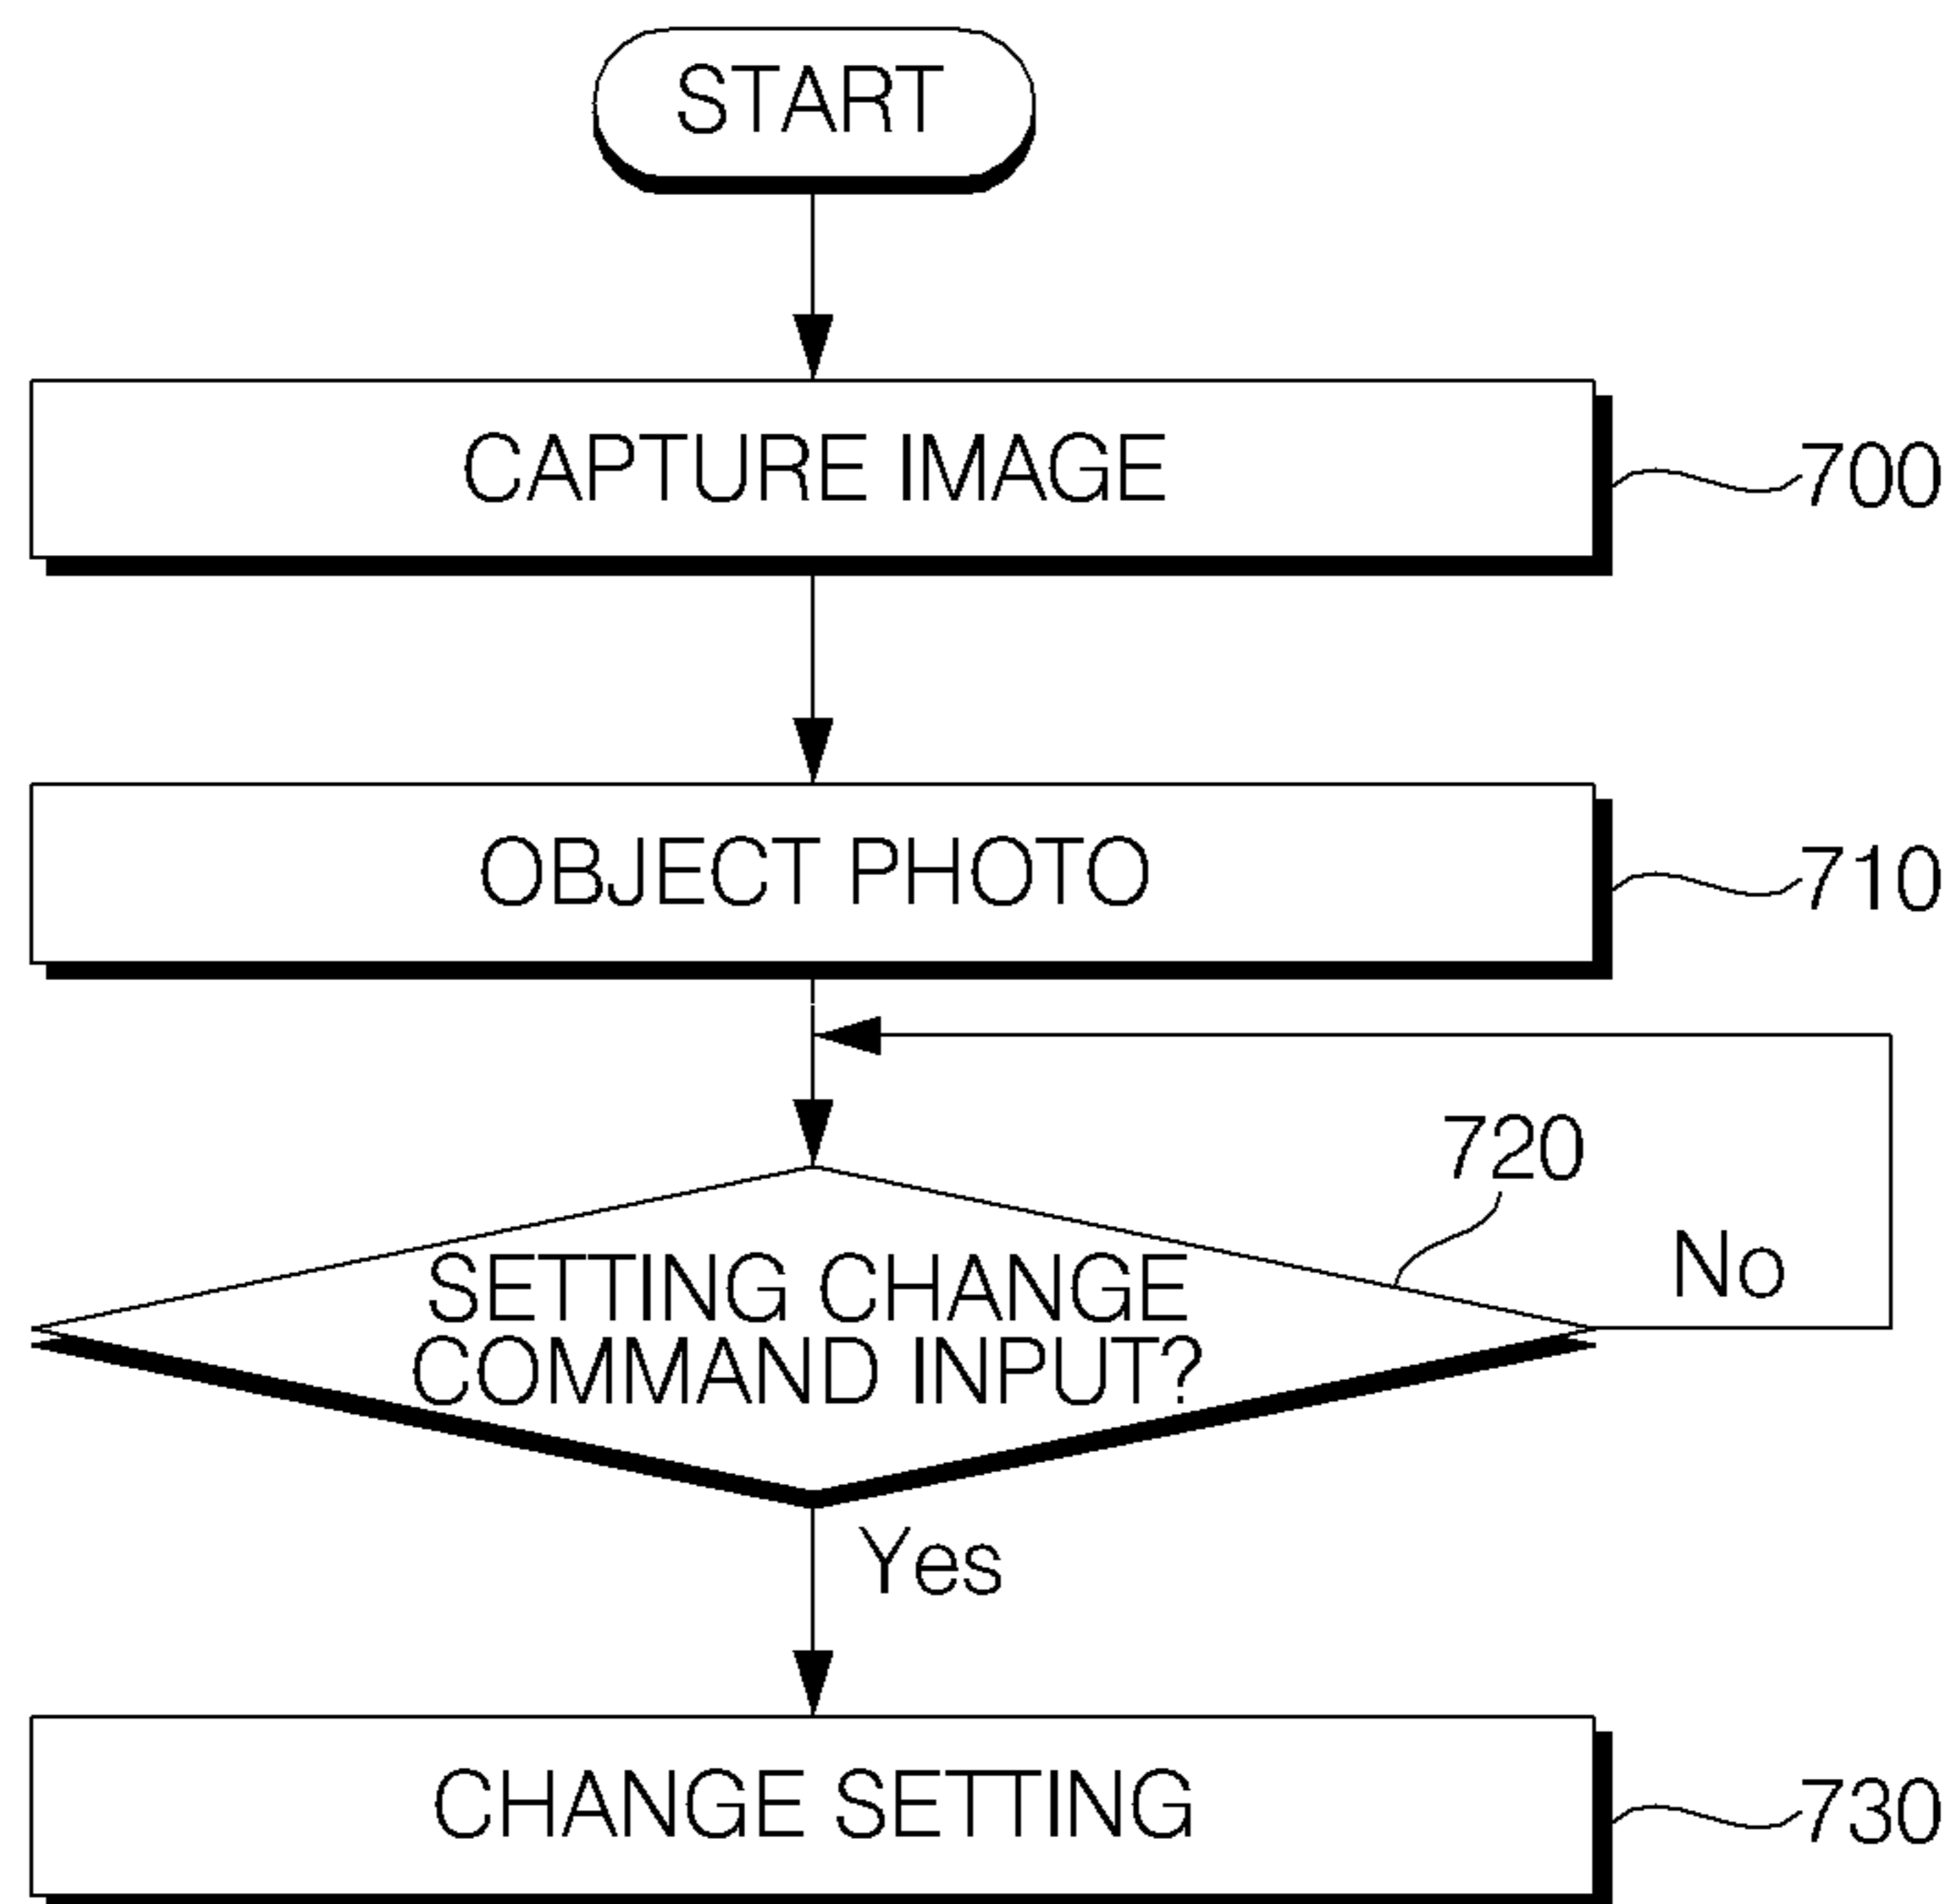 START
CAPTURE IMAGE
700
OBJECT PHOTO
710
720
No
SETTING CHANGE
COMMAND INPUT?
Yes
CHANGE SETTING
730